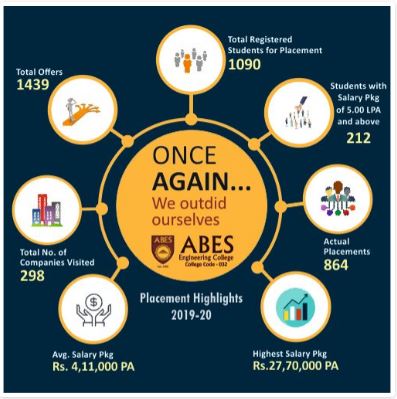 Total Registered
Students for Placement
1090
Total Offers
1439
Students with
Salary Pkg
of 5.00 LPA
and above
212
ONCE
AGAIN...
We outdid
ourselves
ABES
ABES
Engineering College
College Code - 032
Total No. of
Companies Visited
298
Actual
Placements
864
Placement Highlights
2019-20
Avg. Salary Pkg
Rs. 4,11,000 PA
Highest Salary Pkg
Rs.27,70,000 PA